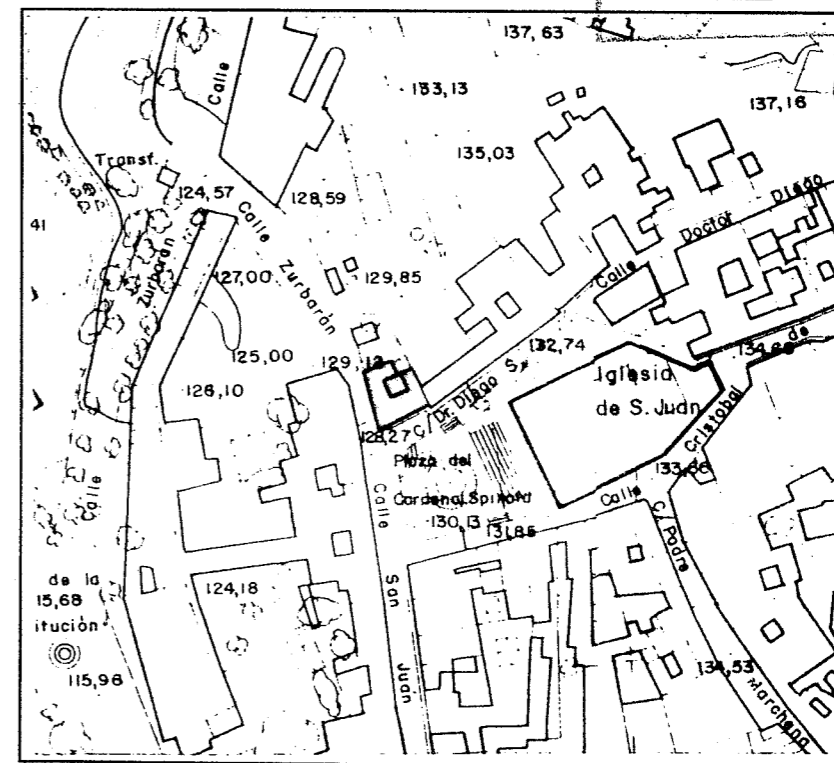 137,63
133,13
137,16
Calle
135,03
Transf.
124,57
128,59
Doctor Diego
Calle Zurbarán
41
Zurbarán
127,00
129,85
Calle
132,74
125,00
129,12
126,10
Iglesia
de S. Juan
C/ Dr. Diego S.
de
Cristobal
128,27
Plaza del
Cardenal Spinola
133,66
Calle
130,13
131,86
Calle
C/ Padre
Calle San Juan
de la
15,68
itución
124,18
115,96
134,53
Marchena